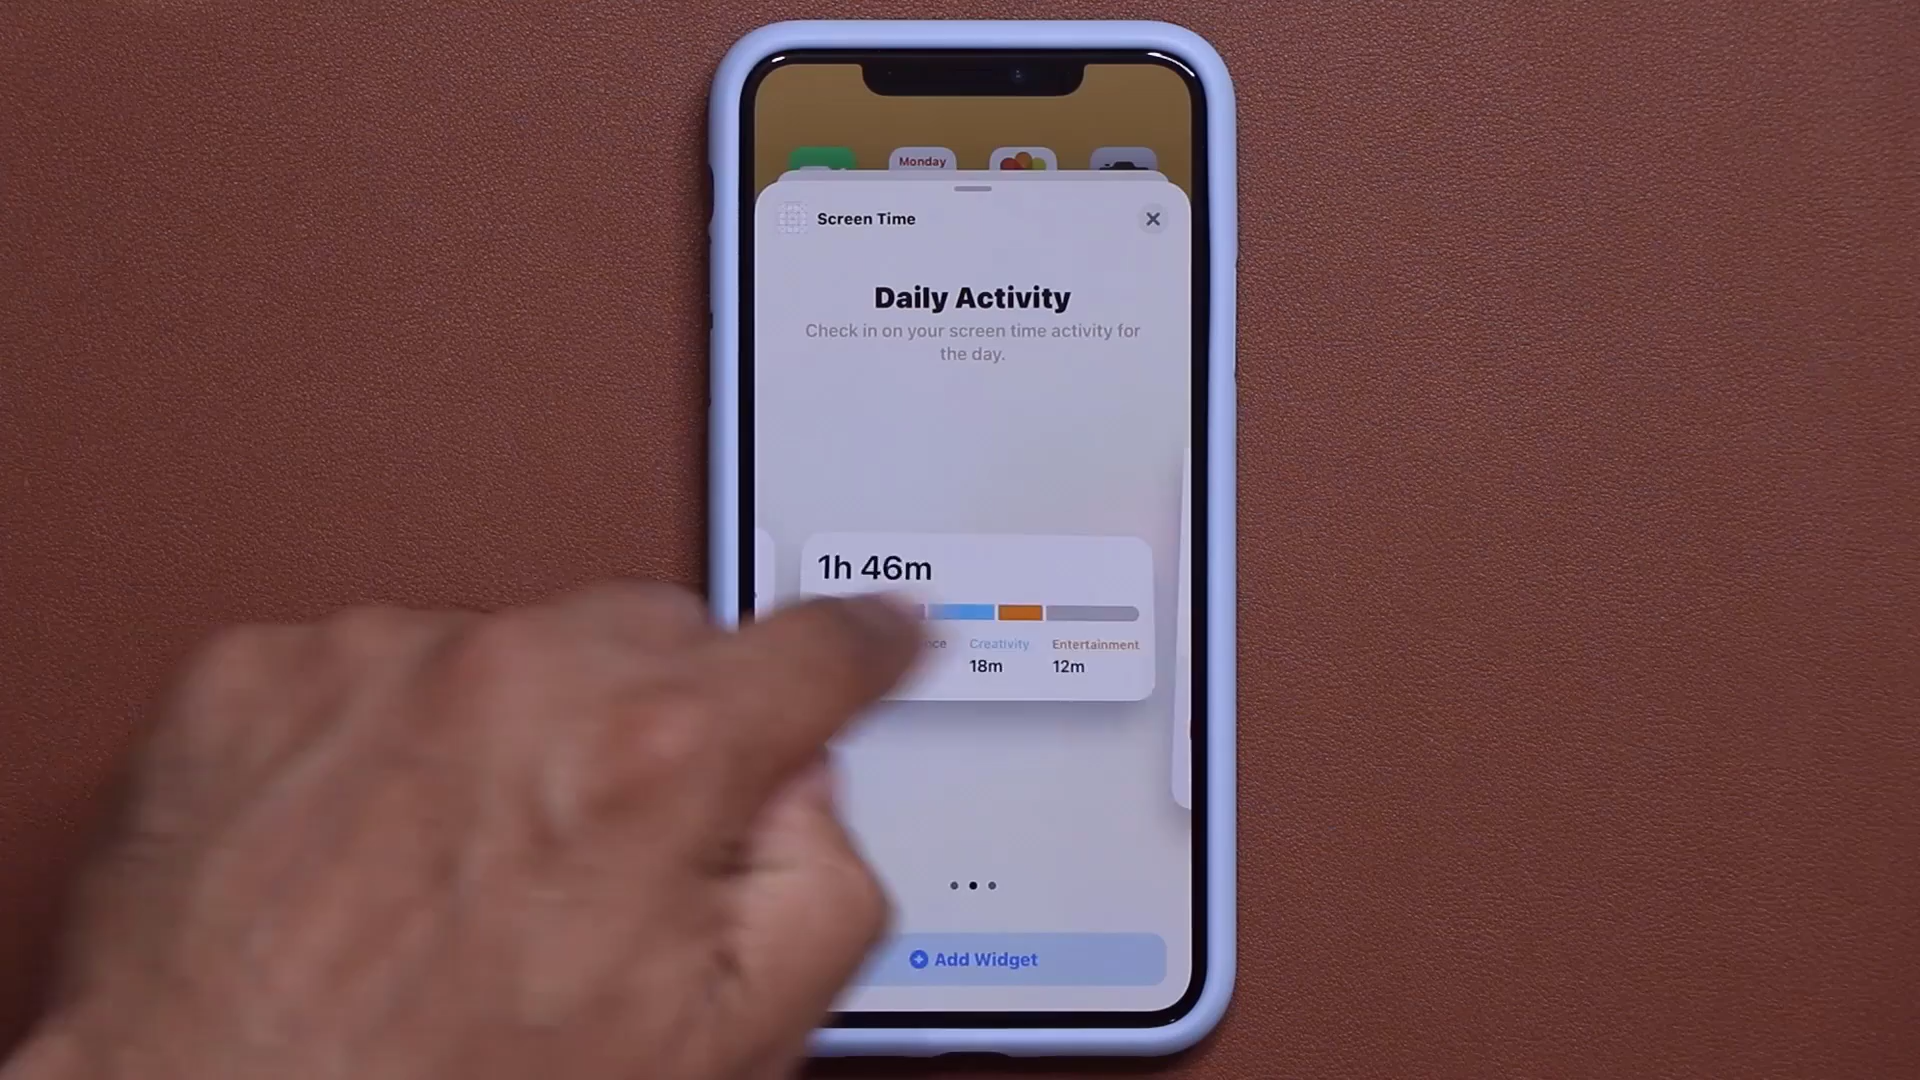 Monday
Screen Time
Daily Activity
Check in on your screen time activity for
the day.
1h 46m
Creativity Entertainment
18m 12m
Add Widget